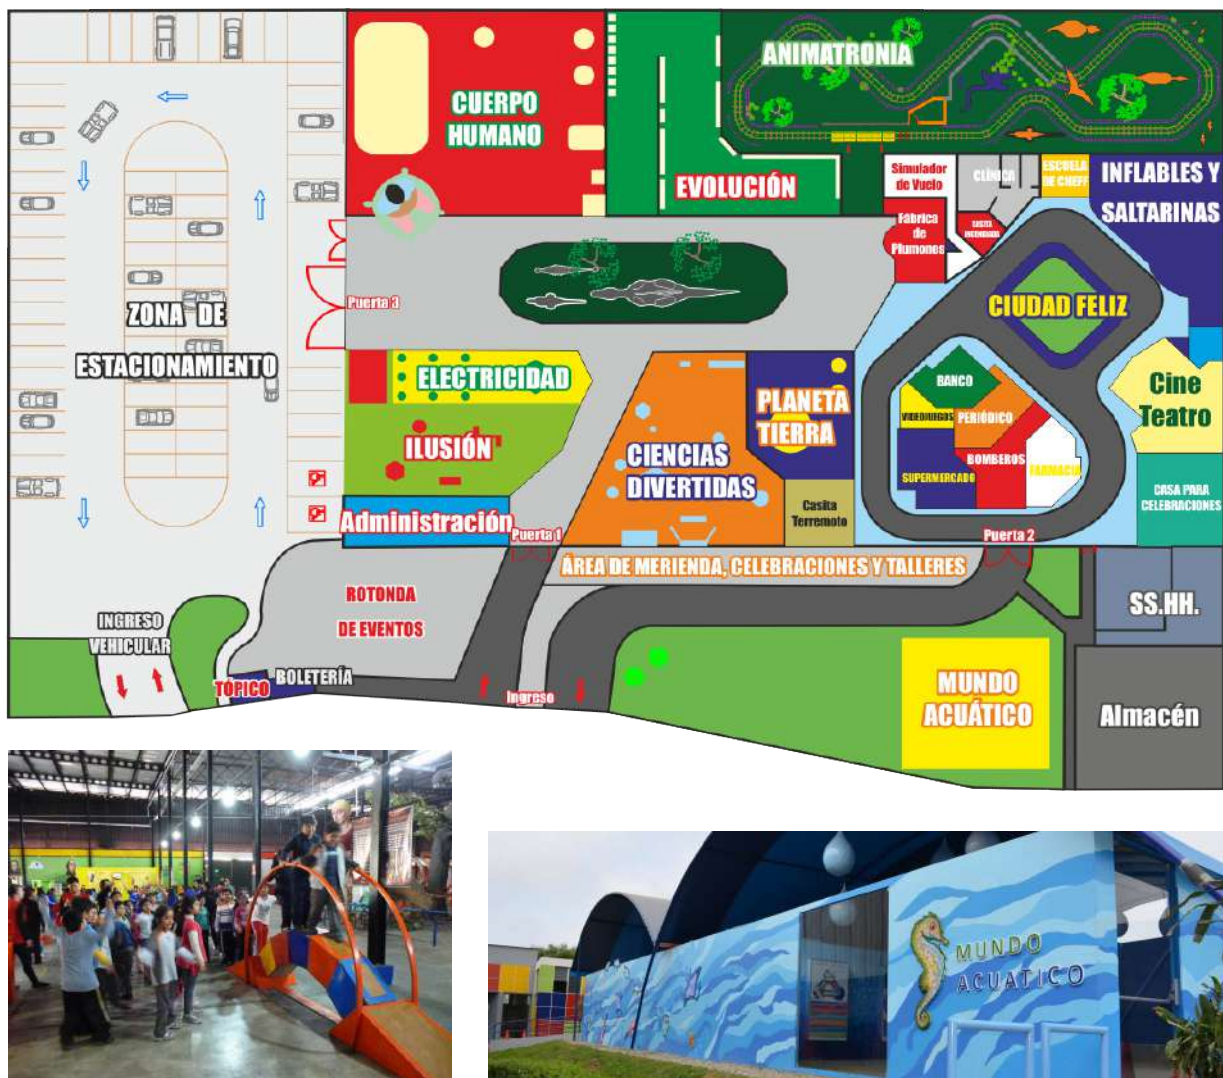 ANIMATRONIA
CUERPO
HUMANO
EVOLUCIÓN
Simulador
de Vuelo
CLÍNICA
ESCUELA
DE CHEFF
INFLABLES Y
SALTARINAS
Fábrica
de
Plumones
CASITA
INCENDIADA
Puerta 3
CIUDAD FELIZ
ZONA DE
ESTACIONAMIENTO
ELECTRICIDAD
BANCO
Cine
Teatro
PLANETA
TIERRA
VIDEOJUEGOS
PERIÓDICO
ILUSIÓN
CIENCIAS
DIVERTIDAS
BOMBEROS
FARMACIA
SUPERMERCADO
CASA PARA
CELEBRACIONES
Casita
Terremoto
Administración
Puerta 1
Puerta 2
ÁREA DE MERIENDA, CELEBRACIONES Y TALLERES
ROTONDA
DE EVENTOS
SS.HH.
INGRESO
VEHICULAR
BOLETERÍA
TÓPICO
Ingreso
MUNDO
ACUÁTICO
Almacén
MUNDO
ACUATICO